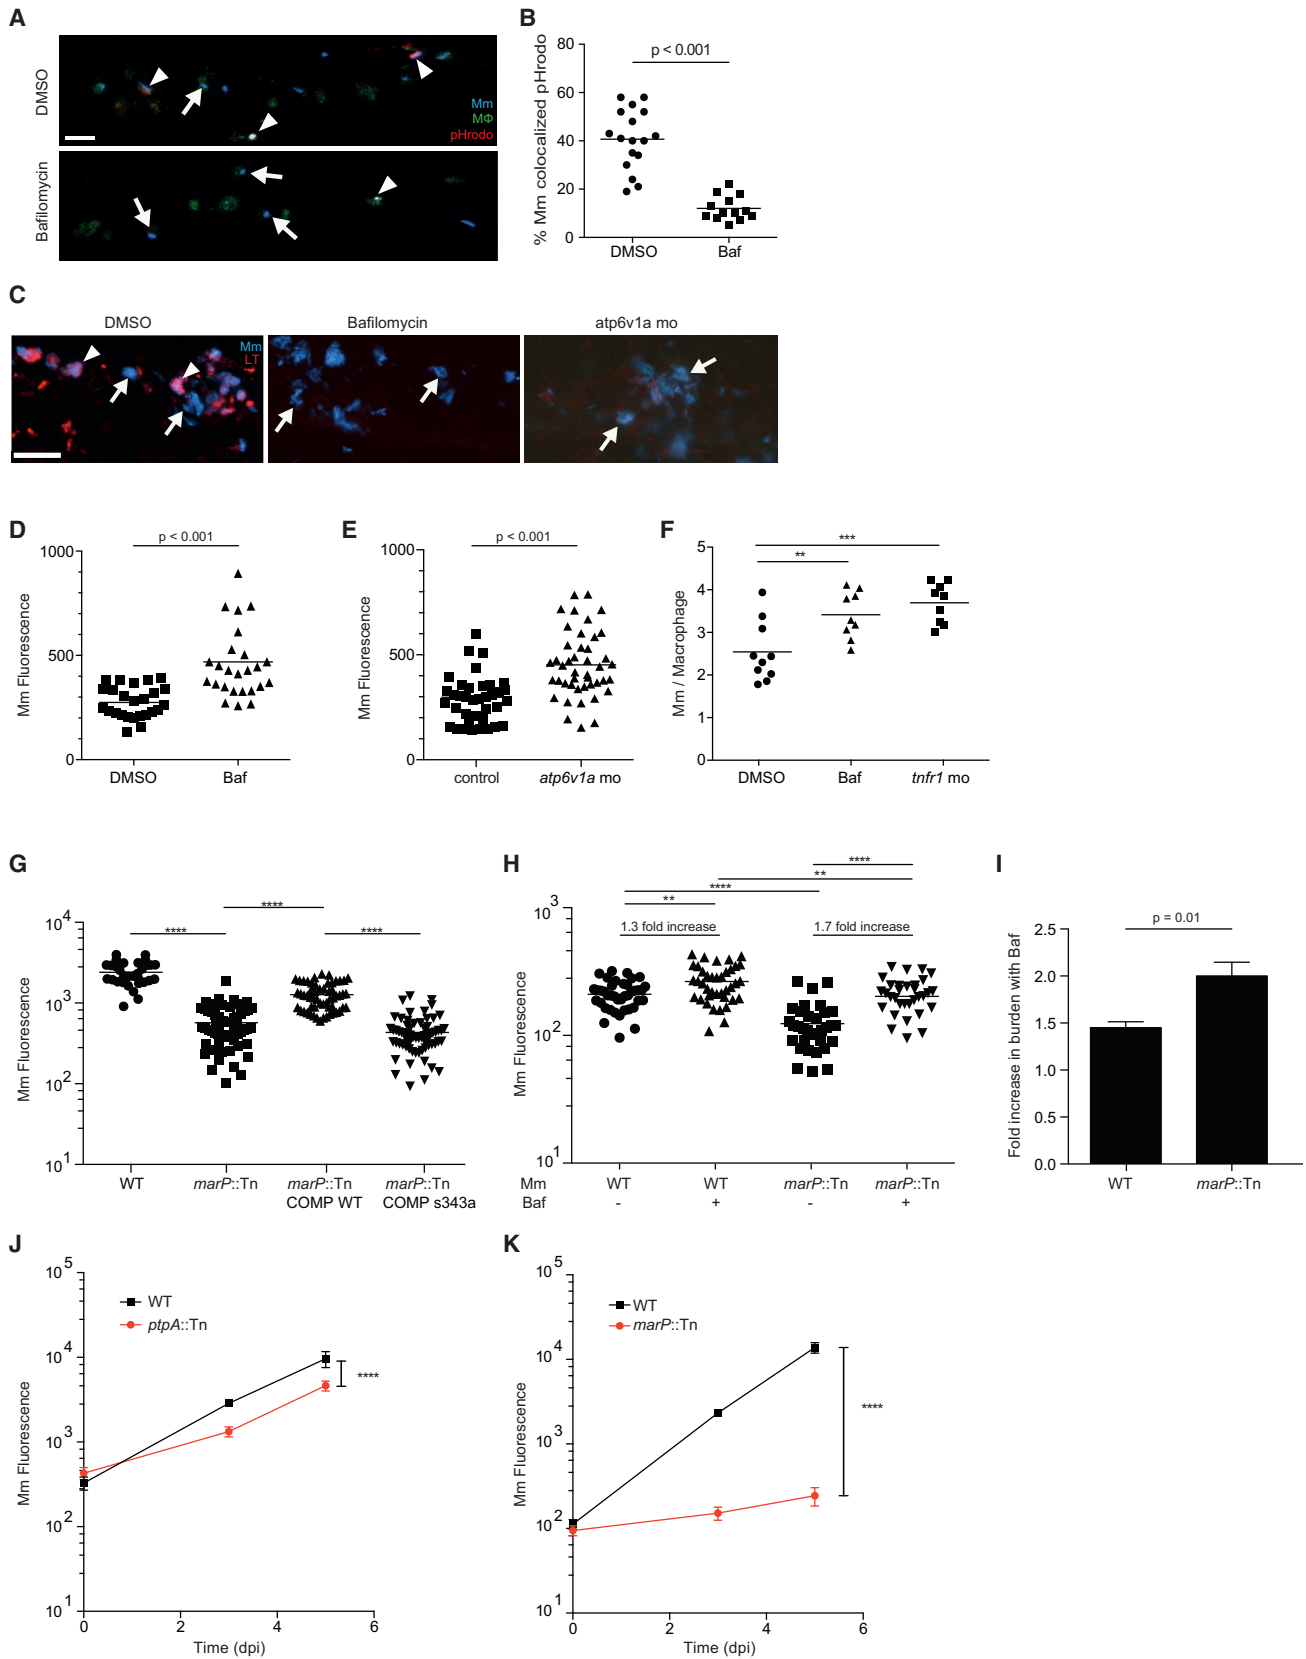 A
DMSO
Mm
MΦ
pHrodo
Bafilomycin
B
% Mm colocalized pHrodo
p < 0.001
80
60
40
20
0
DMSO Baf
C
DMSO Bafilomycin atp6v1a mo
Mm
LT
D
Mm Fluorescence
p < 0.001
1000
500
0
DMSO Baf
E
Mm Fluorescence
p < 0.001
1000
500
0
control atp6v1a mo
F
Mm / Macrophage
***
**
5
4
3
2
1
0
DMSO Baf tnfr1 mo
G
Mm Fluorescence
****
**** ****
10^4
10^3
10^2
10^1
WT marP::Tn marP::Tn marP::Tn
COMP WT COMP s343a
H
Mm Fluorescence
****
**
****
**
1.3 fold increase 1.7 fold increase
10^3
10^2
10^1
Mm WT WT marP::Tn marP::Tn
Baf - + - +
I
Fold increase in burden with Baf
p = 0.01
2.5
2.0
1.5
1.0
0.5
0.0
WT marP::Tn
J
Mm Fluorescence
10^5
10^4
10^3
10^2
10^1
WT
ptpA::Tn
****
0 2 4 6
Time (dpi)
K
Mm Fluorescence
10^5
10^4
10^3
10^2
10^1
WT
marP::Tn
****
0 2 4 6
Time (dpi)